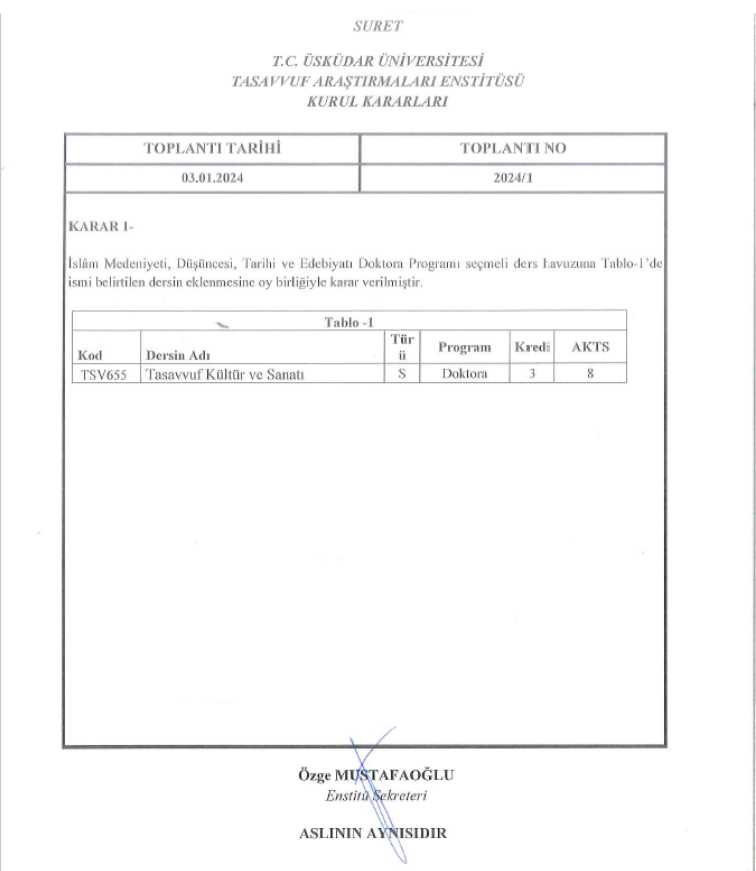 SURET
T.C. ÜSKÜDAR ÜNİVERSİTESİ
TASAVVUF ARAŞTIRMALARI ENSTİTÜSÜ
KURUL KARARLARI
TOPLANTI TARİHİ TOPLANTI NO
03.01.2024 2024/1
KARAR 1-
İslâm Medeniyeti, Düşüncesi, Tarihi ve Edebiyatı Doktora Programı seçmeli ders havuzuna Tablo-1'de
ismi belirtilen dersin eklenmesine oy birliğiyle karar verilmiştir.
Tablo -1
Kod Dersin Adı Tür
ü Program Kredi AKTS
TSV655 Tasavvuf Kültür ve Sanatı S Doktora 3 8
Özge MUSTAFAOĞLU
Enstitü Sekreteri
ASLININ AYNISIDIR